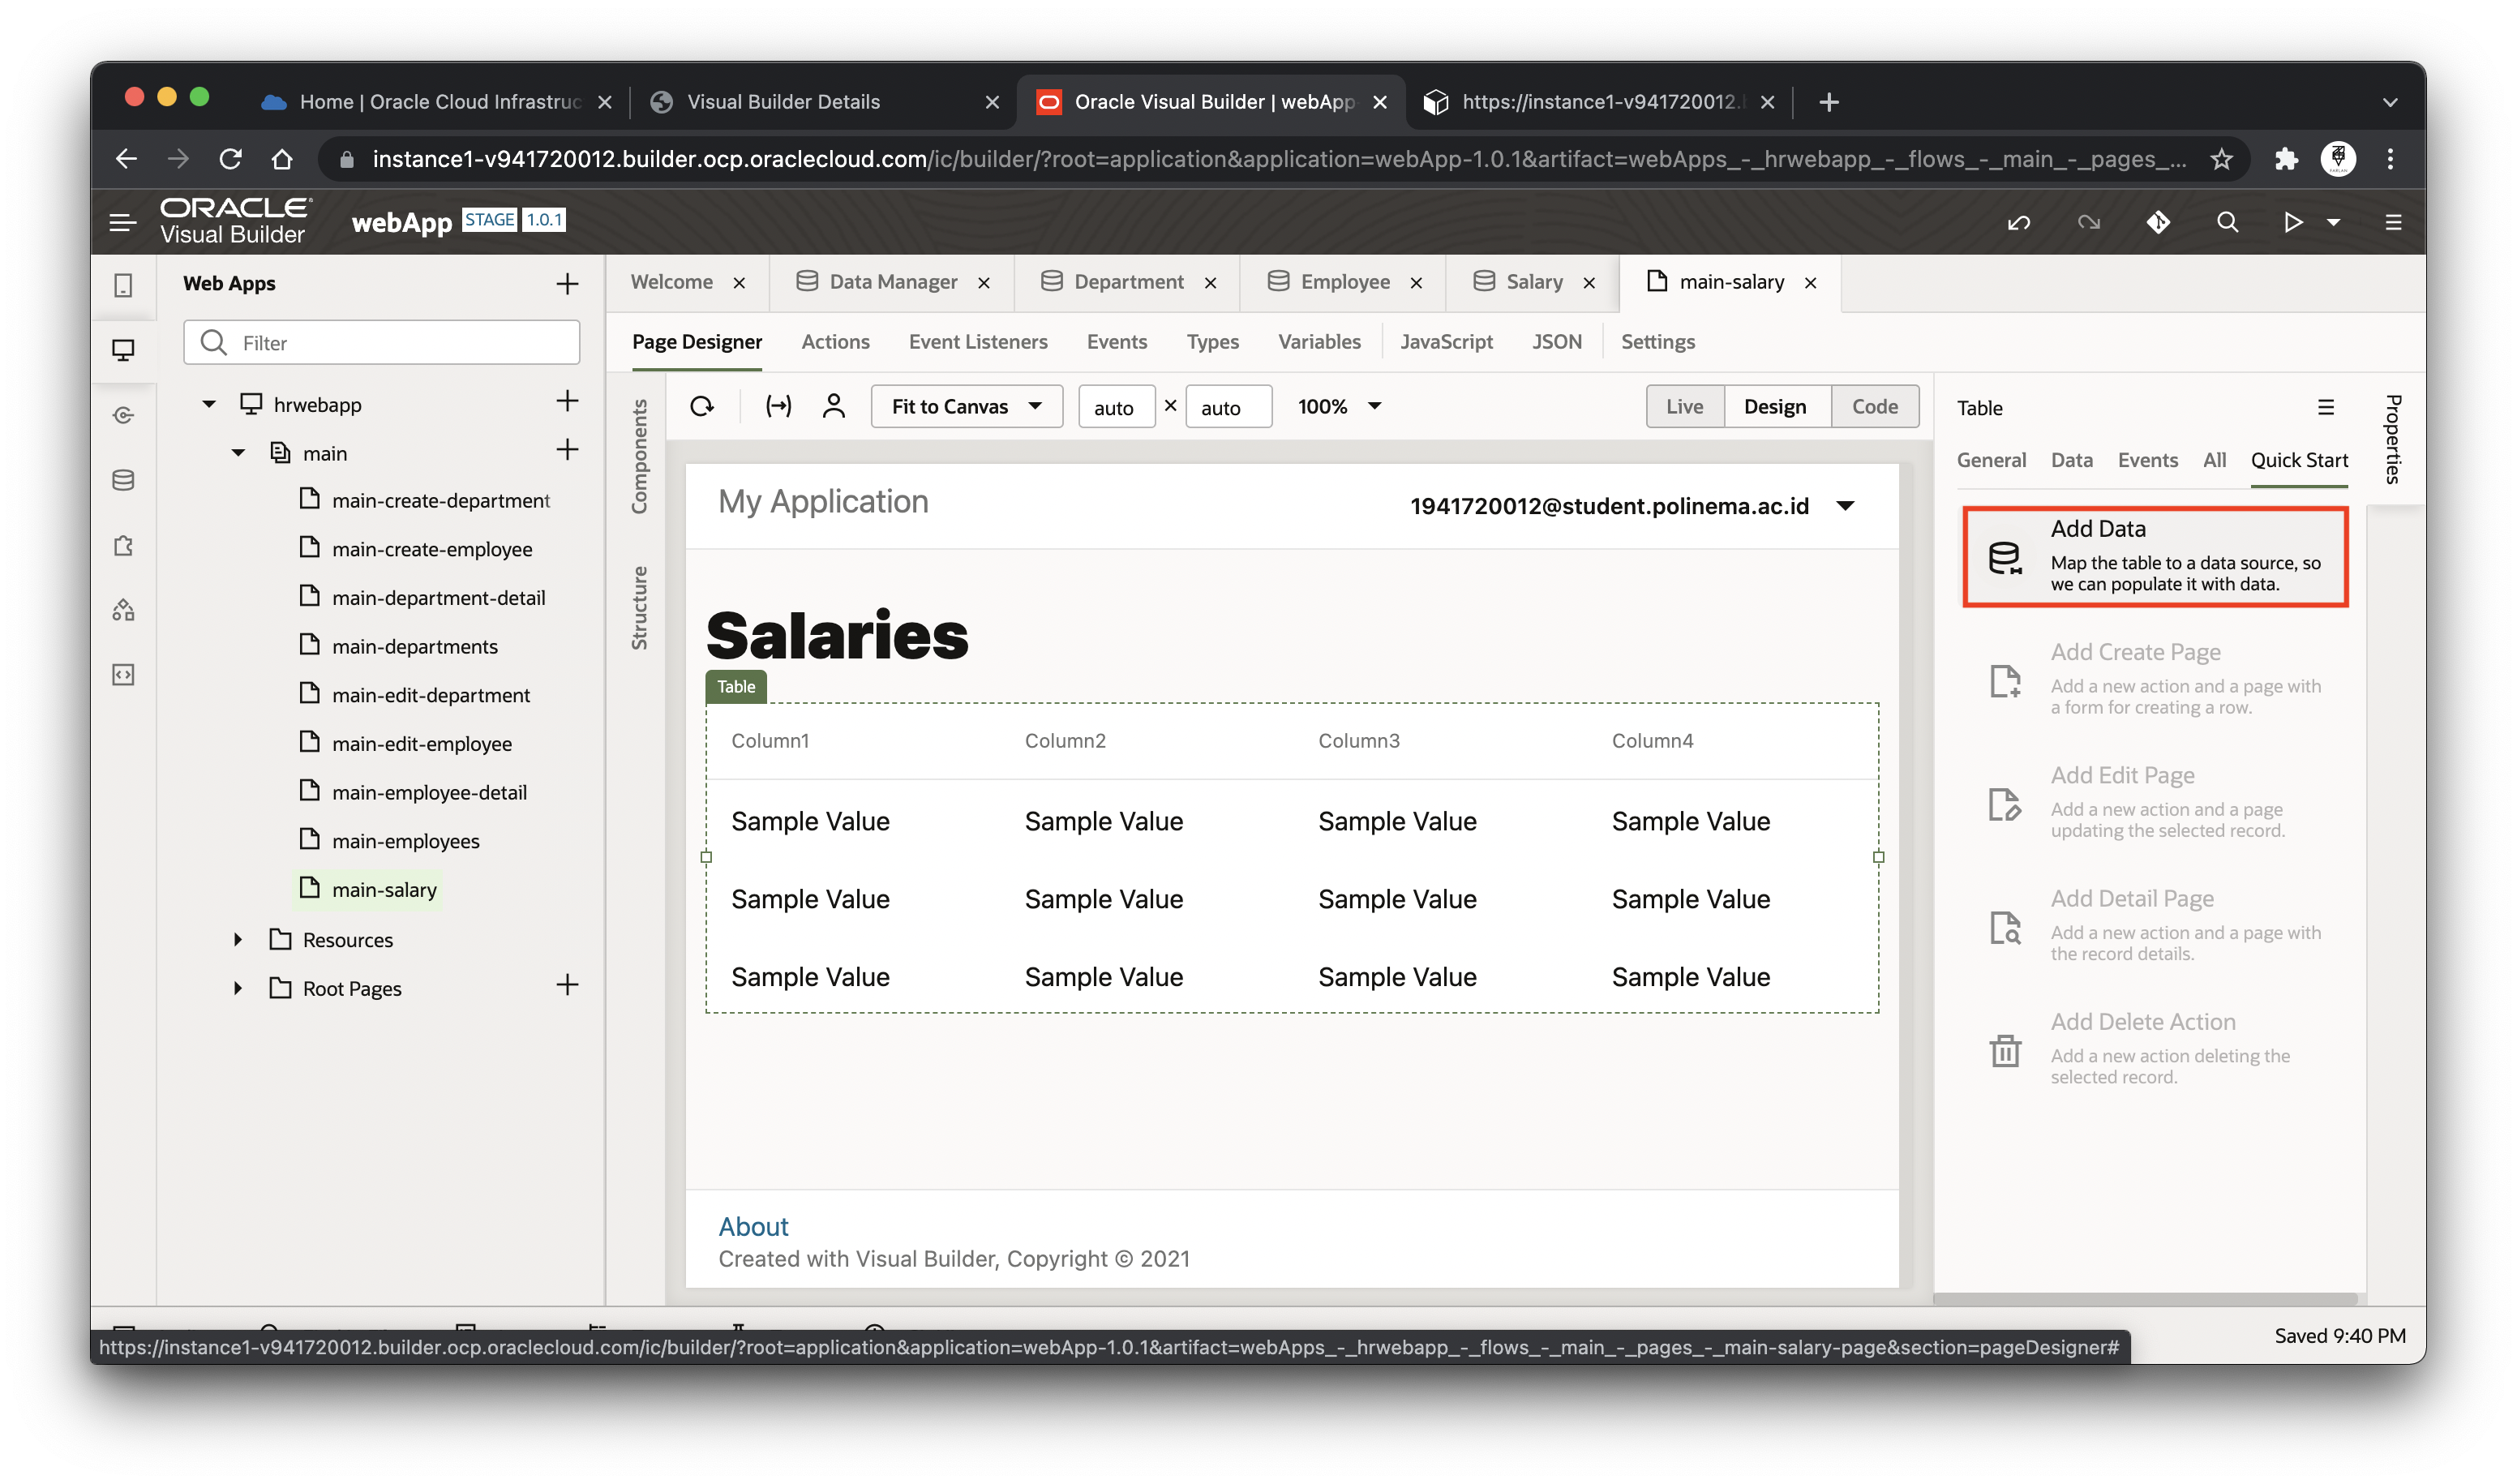 Home | Oracle Cloud Infrastruc
Visual Builder Details
Oracle Visual Builder | webApp-
https://instance1-v941720012.b
instance1-v941720012.builder.ocp.oraclecloud.com/ic/builder/?root=application&application=webApp-1.0.1&artifact=webApps_-_hrwebapp_-_flows_-_main_-_pages_...
ORACLE
Visual Builder
webApp STAGE 1.0.1
Web Apps
Filter
hrwebapp
main
main-create-department
main-create-employee
main-department-detail
main-departments
main-edit-department
main-edit-employee
main-employee-detail
main-employees
main-salary
Resources
Root Pages
Welcome
Data Manager
Department
Employee
Salary
main-salary
Page Designer Actions Event Listeners Events Types Variables JavaScript JSON Settings
Components
Structure
Fit to Canvas auto × auto 100% Live Design Code
My Application 1941720012@student.polinema.ac.id
Salaries
Table
Column1 Column2 Column3 Column4
Sample Value Sample Value Sample Value Sample Value
Sample Value Sample Value Sample Value Sample Value
Sample Value Sample Value Sample Value Sample Value
About
Created with Visual Builder, Copyright © 2021
Table
General Data Events All Quick Start
Properties
Add Data
Map the table to a data source, so
we can populate it with data.
Add Create Page
Add a new action and a page with
a form for creating a row.
Add Edit Page
Add a new action and a page
updating the selected record.
Add Detail Page
Add a new action and a page with
the record details.
Add Delete Action
Add a new action deleting the
selected record.
https://instance1-v941720012.builder.ocp.oraclecloud.com/ic/builder/?root=application&application=webApp-1.0.1&artifact=webApps_-_hrwebapp_-_flows_-_main_-_pages_-_main-salary-page&section=pageDesigner#
Saved 9:40 PM